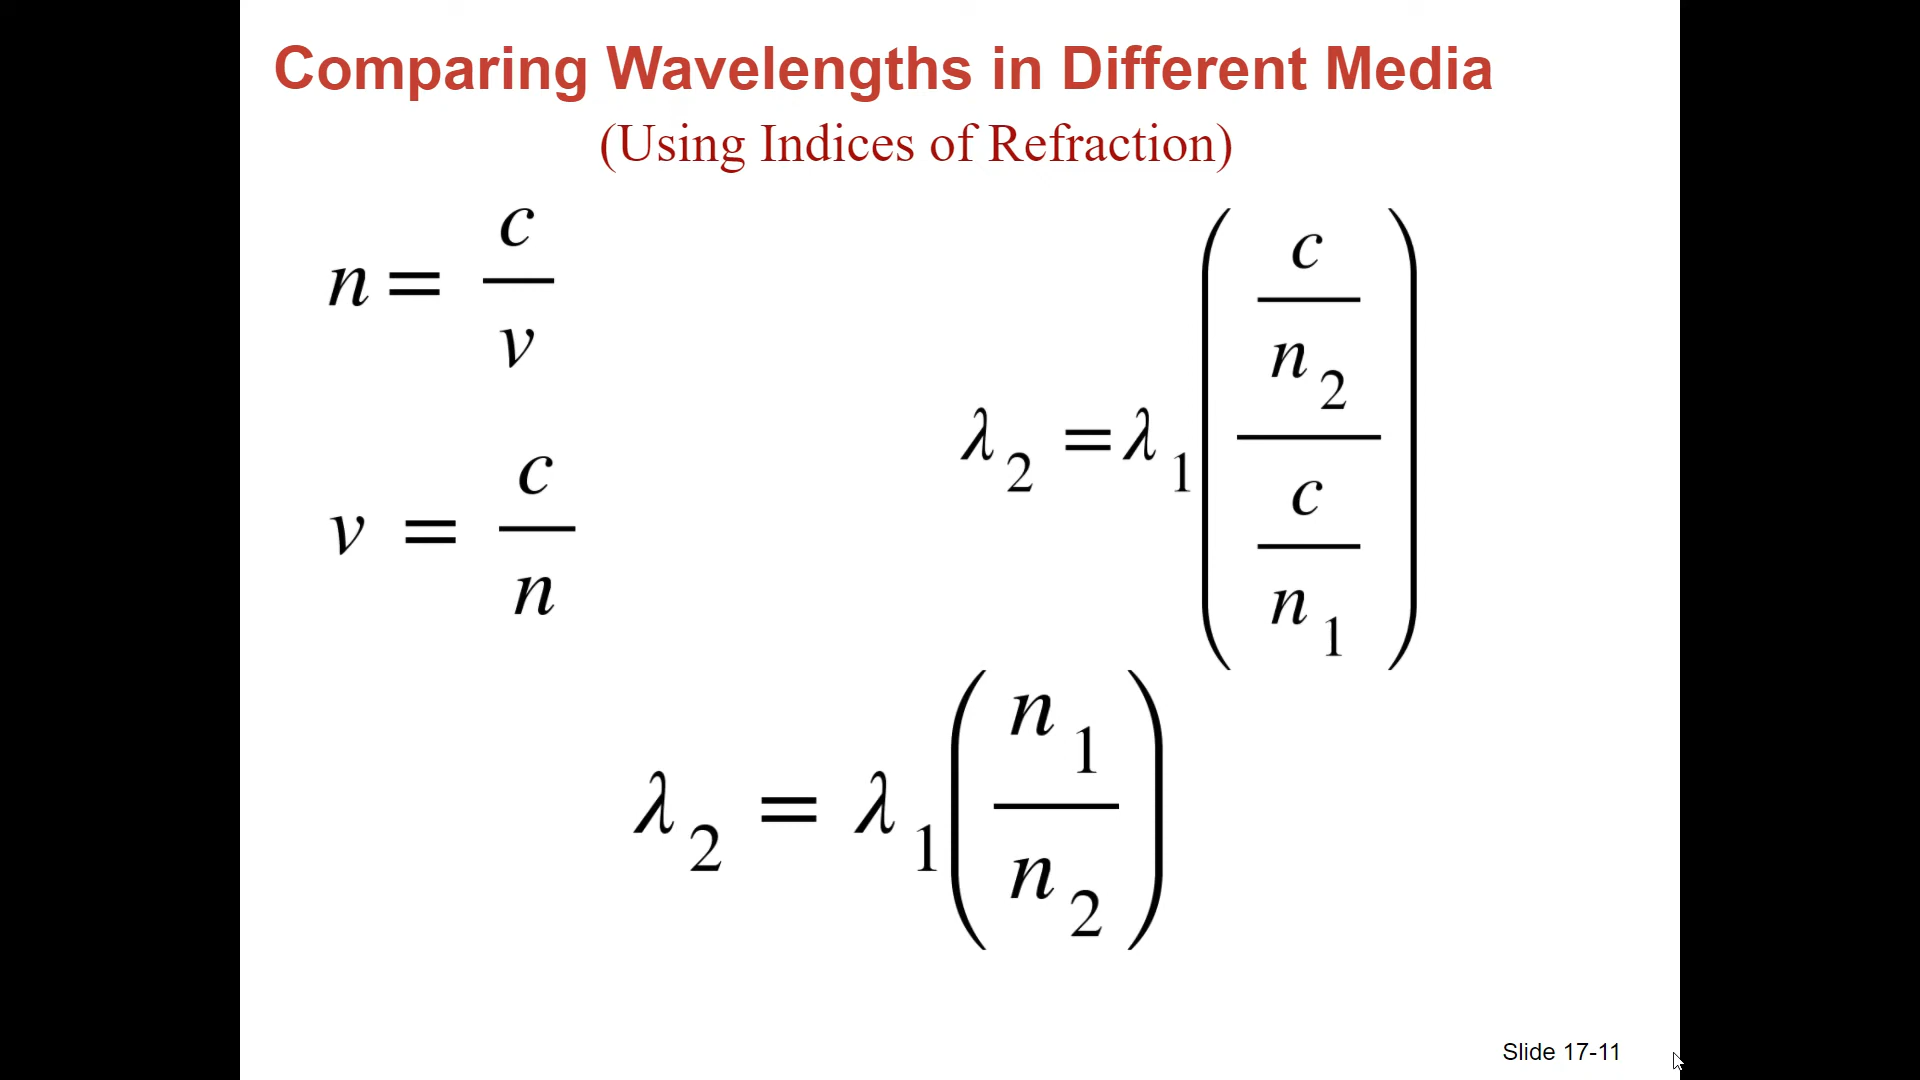 Comparing Wavelengths in Different Media
(Using Indices of Refraction)
n = c/v
v = c/n
λ₂ = λ₁((c/n₂)/(c/n₁))
λ₂ = λ₁(n₁/n₂)
Slide 17-11